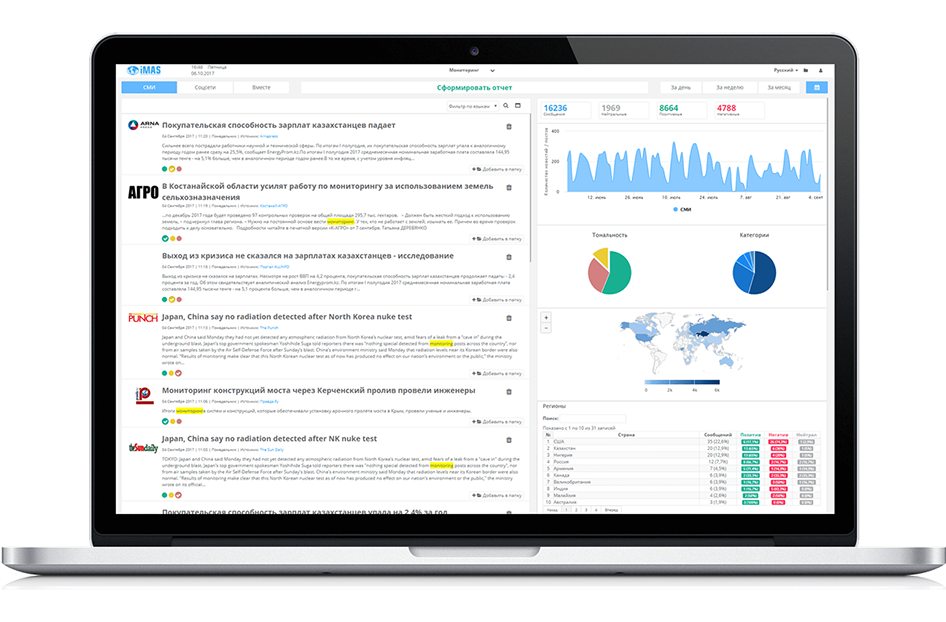 iMAS
16:48 Пятница
06.10.2017
Мониторинг
Русский
СМИ
Соцсети
Вместе
Сформировать отчет
За день
За неделю
За месяц
Фильтр по языкам
ARNA PRESS
Покупательская способность зарплат казахстанцев падает
04 Сентября 2017 | 11:20 | Понедельник | Источник:
Сильнее всего пострадали работники научной и технической сферы. По итогам I полугодия, их покупательская способность зарплат упала к аналогичному
периоду годом ранее сразу на 25,5%, сообщает EnergyProm.kz. По итогам I полугодия 2017 среднемесячная номинальная заработная плата составляла 144,95
тысячи тенге - на 5,1% больше, чем в аналогичном периоде годом ранее. В то же время, с учетом уровня инфляц...
Добавить в папку
АГРО
В Костанайской области усилят работу по мониторингу за использованием земель
сельхозназначения
04 Сентября 2017 | 11:19 | Понедельник | Источник: Костанай АГРО
...по декабрь 2017 года будет проведено 97 контрольных проверок на общей площади 295,7 тыс. гектаров. – Должен быть жесткий подход к использованию
земель, – подчеркнул глава региона. – Нужно на постоянной основе вести мониторинг. У тех, кто не работает с землей, изымать ее. Причем во время проверок
подходить к делу основательно. Подробности читайте в печатной версии «К-АГРО» от 7 сентября. Татьяна ДЕРЕВЯНКО
Добавить в папку
Выход из кризиса не сказался на зарплатах казахстанцев - исследование
04 Сентября 2017 | 11:18 | Понедельник | Источник:
Выход из кризиса не сказался на зарплатах. Несмотря на рост ВВП на 4,2 процента, покупательская способность зарплат казахстанцев продолжает падать: - 2,4
процента за год. Об этом свидетельствует аналитический анализ Energyprom.kz. По итогам I полугодия 2017 среднемесячная номинальная заработная плата
составляла 144,95 тысячи тенге - на 5,1 процента больше, чем в аналогичном периоде г...
Добавить в папку
PUNCH
Japan, China say no radiation detected after North Korea nuke test
04 Сентября 2017 | 11:13 | Понедельник | Источник: The Punch
Japan and China said Monday they had not yet detected any atmospheric radiation from North Korea's nuclear test, amid fears of a leak from a "cave in" at the
underground blast. Japan's top government spokesman Yoshihide Suga told reporters there was "nothing special detected from monitoring posts across the country", nor
from air samples taken by the Air Self Defense Force after Sunday's blast. China's environment ministry said Monday that radiation levels near its Korean border were also
normal. "Results of monitoring make clear that this North Korean nuclear test as of now has produced no effect on our nation's environment or the public," the ministry
wrote on...
Добавить в папку
Мониторинг конструкций моста через Керченский пролив провели инженеры
04 Сентября 2017 | 11:06 | Понедельник | Источник: Правда.Ру
Итоги мониторинга систем и конструкций, которые обеспечивали установку арочного пролёта моста в Крым, провели ученые и инженеры.
Добавить в папку
theSundaily
Japan, China say no radiation detected after NK nuke test
04 Сентября 2017 | 11:03 | Понедельник | Источник: The Sun Daily
TOKYO: Japan and China said Monday they had not yet detected any atmospheric radiation from North Korea's nuclear test, amid fears of a leak from a "cave in" at the
underground blast. Japan's top government spokesman Yoshihide Suga told reporters there was "nothing special detected from monitoring posts across the country", nor
from air samples taken by the Air Self Defense Force after Sunday's blast. China's environment ministry said Monday that radiation levels near its Korean border were also
normal. "Results of monitoring make clear that this North Korean nuclear test as of now has produced no effect on our nation's environment or the public," the ministry
wrote on its official...
Добавить в папку
Покупательская способность зарплат казахстанцев упала на 2,4% за год
16236
Сообщения
1969
Нейтральные
8664
Позитивные
4788
Негативные
Количество новостей / постов
400
200
0
12. июнь
26. июнь
10. июль
24. июль
7. авг
21. авг
4. сент
СМИ
Тональность
Категории
+
-
0
2k
4k
6k
Регионы
Поиск:
Показано с 1 по 10 из 31 записей
№ Страна Сообщений Позитив Негатив Нейтрал
1 США 35 (22,6%)
2 Казахстан 20 (12,9%)
3 Нигерия 20 (12,9%)
4 Россия 12 (7,7%)
5 Армения
6 Канада 6 (3,9%)
7 Великобритания 6 (3,9%)
8 Индия 6 (3,9%)
9 Малайзия 4 (2,6%)
10 Австралия 3 (1,9%)
Назад 1 2 3 4 Вперед